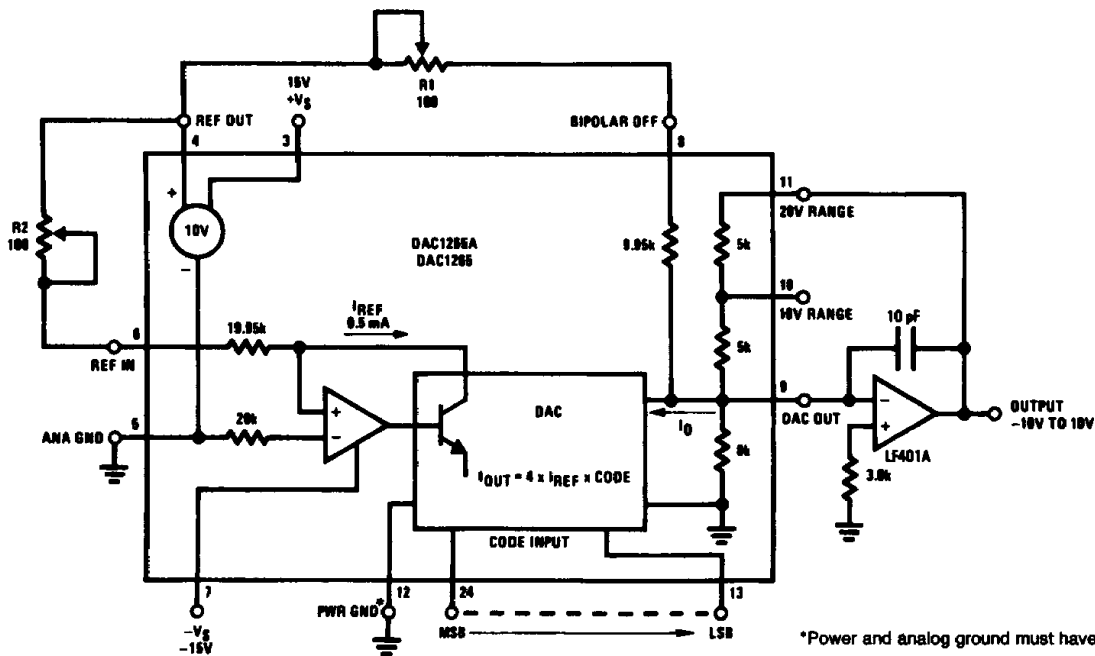 R1
100
15V
+VS
REF OUT
BIPOLAR OFF
4
3
8
11
20V RANGE
+
10V
R2
100
DAC1265A
DAC1265
9.95k
5k
–
10
10V RANGE
IREF
0.5 mA
10 pF
6
19.95k
5k
REF IN
DAC
9
+
–
DAC OUT
–
OUTPUT
–10V TO 10V
5
20k
IO
+
ANA GND
LF401A
IOUT = 4 x IREF x CODE
8k
3.0k
CODE INPUT
7
12
24
13
PWR GND*
MSB
LSB
–VS
–15V
*Power and analog ground must have